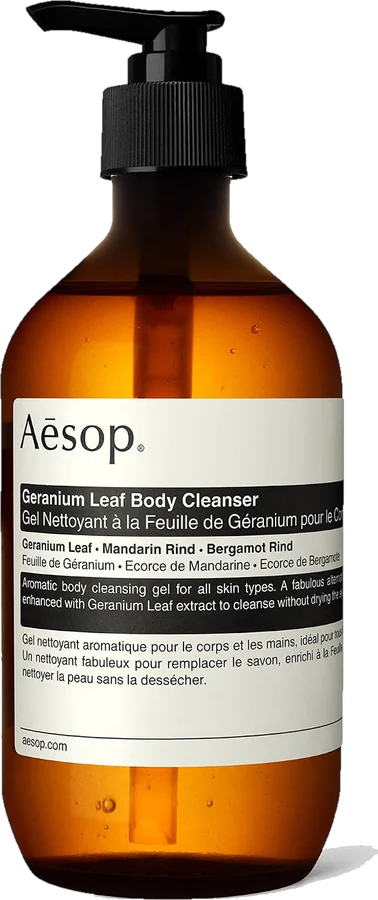 Aēsop®
Geranium Leaf Body Cleanser
Gel Nettoyant à la Feuille de Géranium pour le
Geranium Leaf • Mandarin Rind • Bergamot Rind
Feuille de Géranium • Ecorce de Mandarine • Ecorce de Bergamote
Aromatic body cleansing gel for all skin types. A fabulous
enhanced with Geranium Leaf extract to cleanse without drying the
Gel nettoyant aromatique pour le corps et les mains, idéal pour
Un nettoyant fabuleux pour remplacer le savon, enrichi à la
nettoyer la peau sans la dessécher.
aesop.com